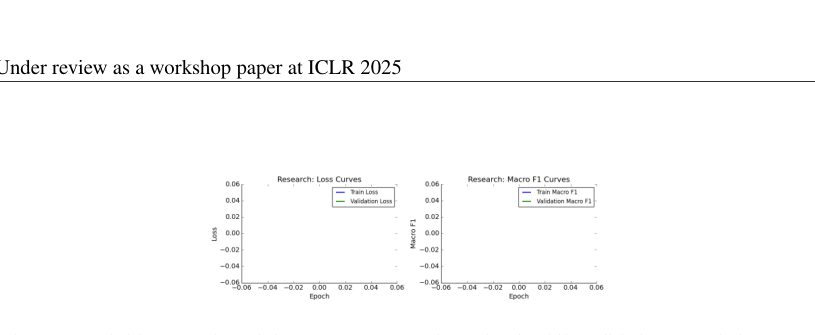 Under review as a workshop paper at ICLR 2025
Research: Loss Curves
0.06
0.04
0.02
0.00
−0.02
−0.04
−0.06
Loss
Train Loss
Validation Loss
−0.06 −0.04 −0.02 0.00 0.02 0.04 0.06
Epoch
Research: Macro F1 Curves
0.06
0.04
0.02
0.00
−0.02
−0.04
−0.06
Macro F1
Train Macro F1
Validation Macro F1
−0.06 −0.04 −0.02 0.00 0.02 0.04 0.06
Epoch